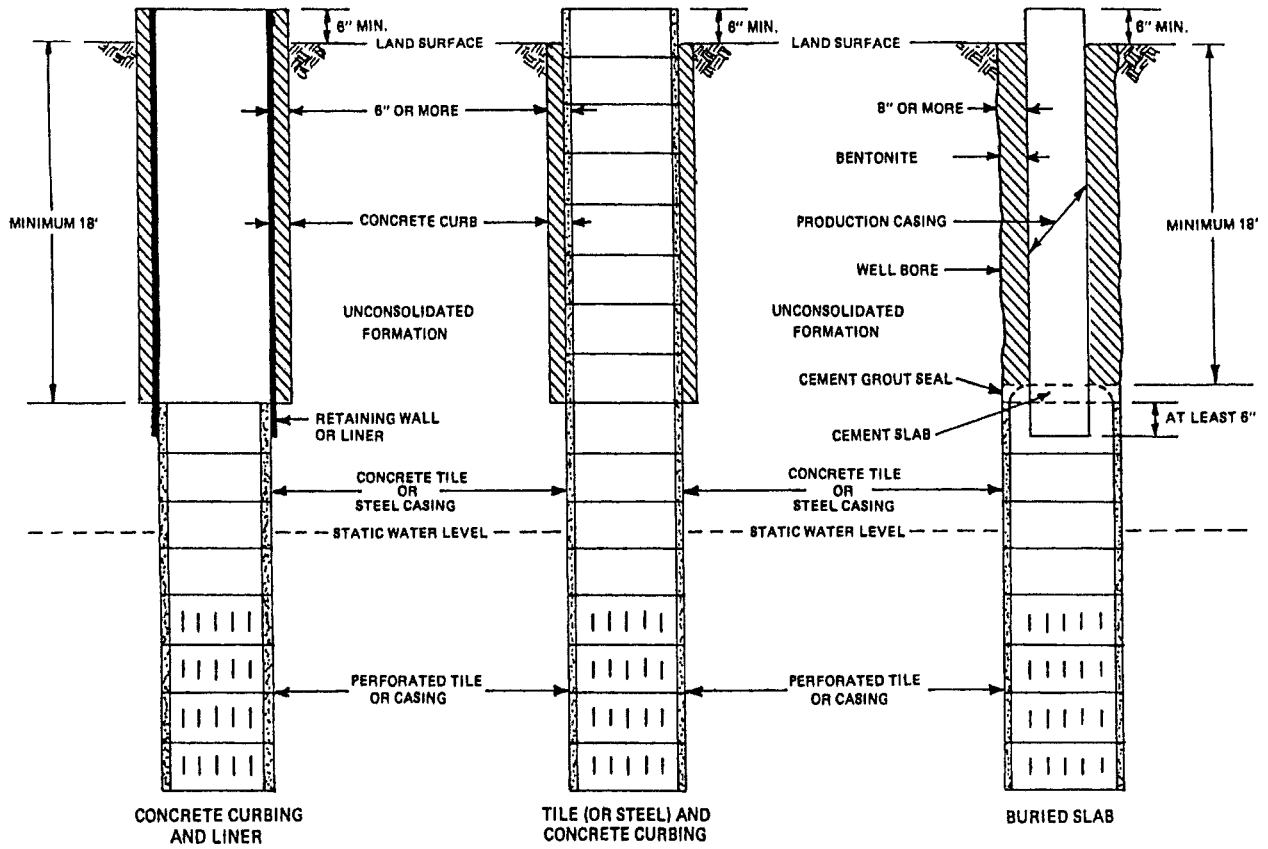 6" MIN.
6" MIN.
6" MIN.
LAND SURFACE
LAND SURFACE
6" OR MORE
8" OR MORE
BENTONITE
MINIMUM 18'
CONCRETE CURB
PRODUCTION CASING
MINIMUM 18'
WELL BORE
UNCONSOLIDATED
FORMATION
UNCONSOLIDATED
FORMATION
CEMENT GROUT SEAL
RETAINING WALL
OR LINER
CEMENT SLAB
AT LEAST 6"
CONCRETE TILE
OR
STEEL CASING
CONCRETE TILE
OR
STEEL CASING
STATIC WATER LEVEL
STATIC WATER LEVEL
PERFORATED TILE
OR CASING
PERFORATED TILE
OR CASING
CONCRETE CURBING
AND LINER
TILE (OR STEEL) AND
CONCRETE CURBING
BURIED SLAB